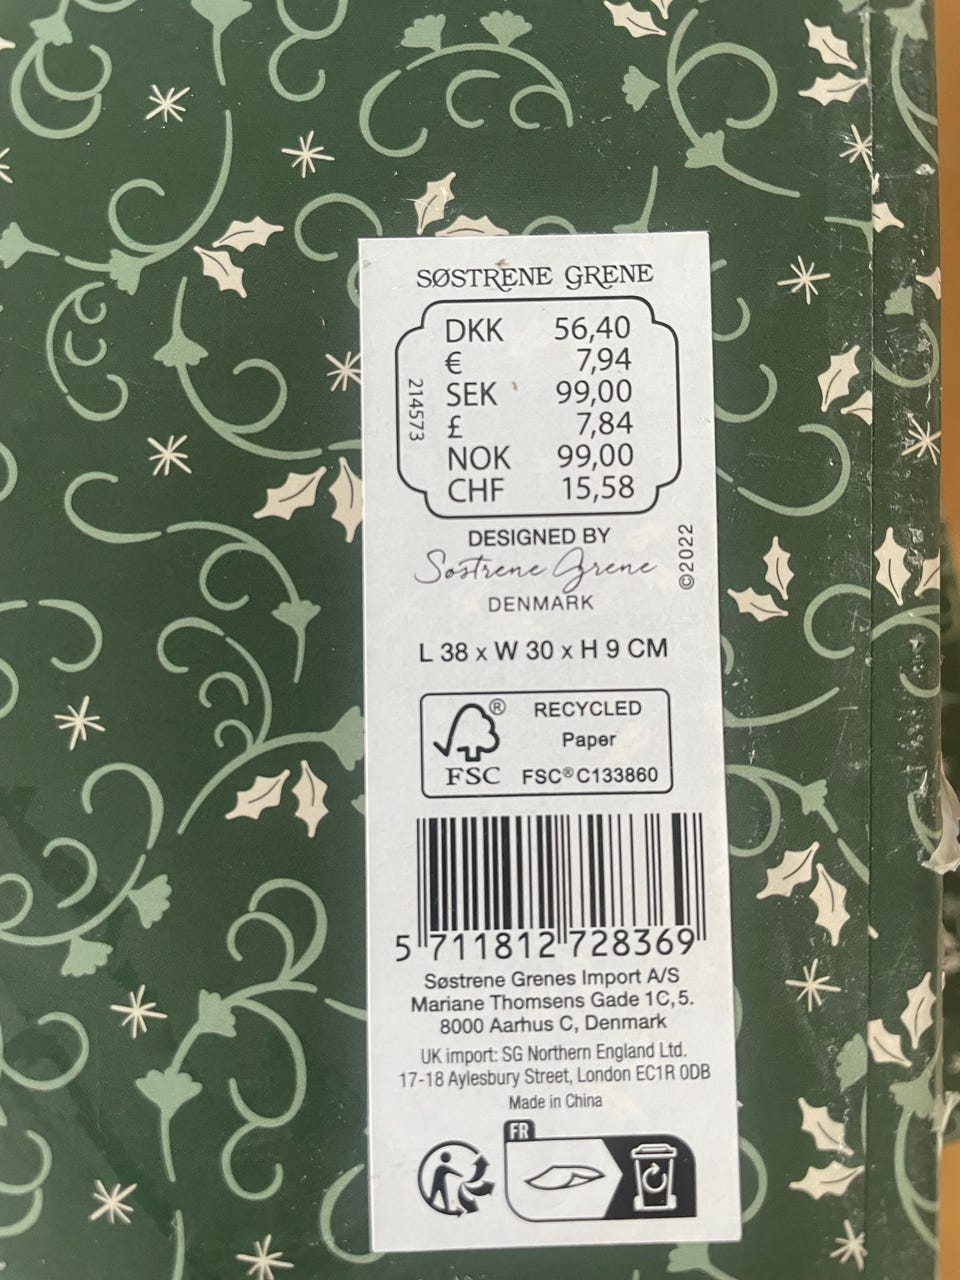 SØSTRENE GRENE
DKK 56,40
€ 7,94
SEK 99,00
£ 7,84
NOK 99,00
CHF 15,58
214573
DESIGNED BY
Søstrene Grene
DENMARK
©2022
L 38 x W 30 x H 9 CM
® RECYCLED
Paper
FSC FSC® C133860
5 711812 728369
Søstrene Grenes Import A/S
Mariane Thomsens Gade 1C, 5.
8000 Aarhus C, Denmark
UK import: SG Northern England Ltd.
17-18 Aylesbury Street, London EC1R 0DB
Made in China
FR